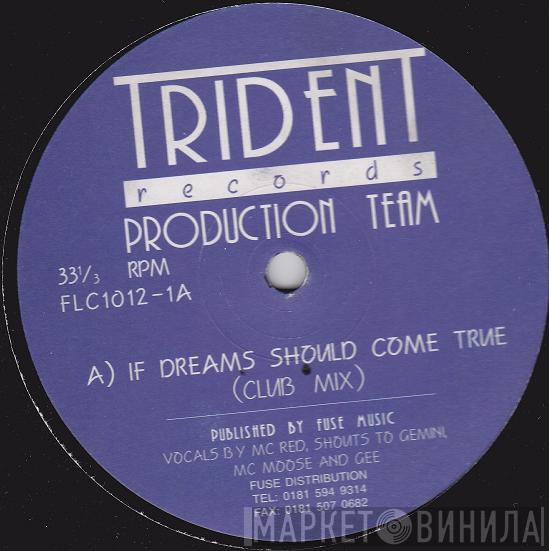 TRIDENT
records
PRODUCTION TEAM
33⅓ RPM
FLC1012-1A
A) IF DREAMS SHOULD COME TRUE
(CLUB MIX)
PUBLISHED BY FUSE MUSIC
VOCALS BY MC RED, SHOUTS TO GEMINI,
MC MOOSE AND GEE
FUSE DISTRIBUTION
TEL: 0181 594 9314
FAX: 0181 507 0682
МАРКЕТ ВИНИЛА